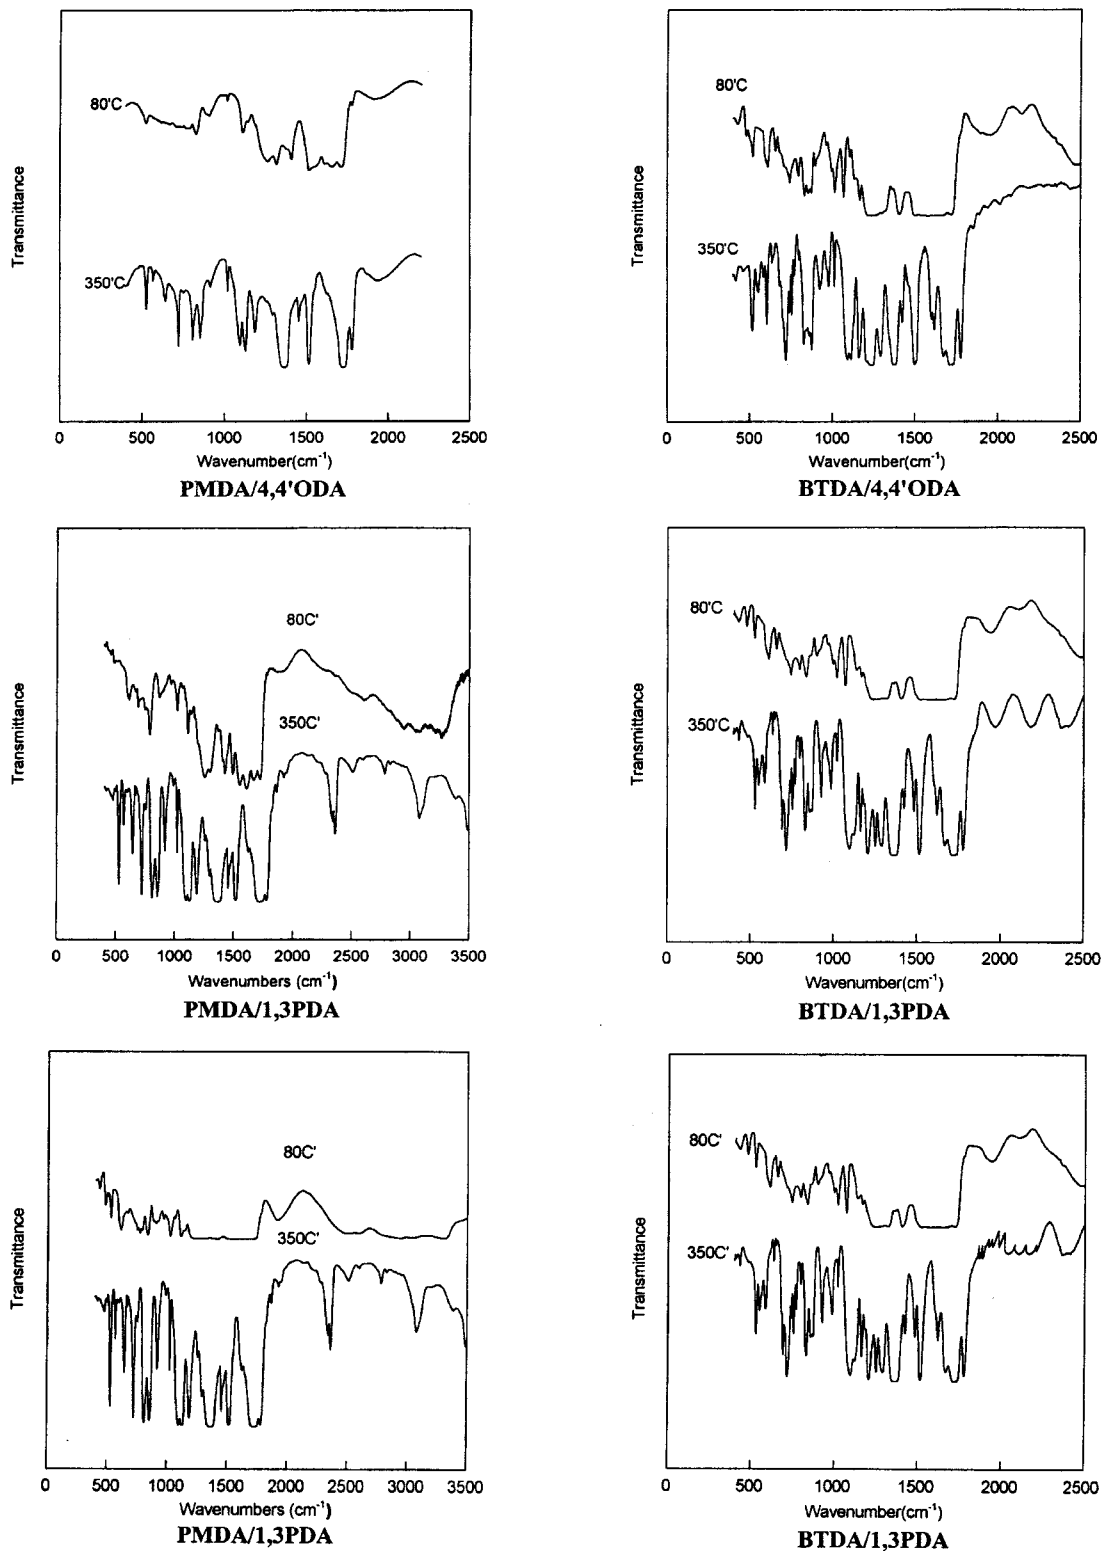 Transmittance
80'C
350'C
0 500 1000 1500 2000 2500
Wavenumber(cm-1)
PMDA/4,4'ODA
Transmittance
80'C
350'C
0 500 1000 1500 2000 2500
Wavenumber(cm-1)
BTDA/4,4'ODA
Transmittance
80C'
350C'
0 500 1000 1500 2000 2500 3000 3500
Wavenumbers (cm-1)
PMDA/1,3PDA
Transmittance
80'C
350'C
0 500 1000 1500 2000 2500
Wavenumber(cm-1)
BTDA/1,3PDA
Transmittance
80C'
350C'
0 500 1000 1500 2000 2500 3000 3500
Wavenumbers (cm-1)
PMDA/1,3PDA
Transmittance
80C'
350C'
0 500 1000 1500 2000 2500
Wavenumber(cm-1)
BTDA/1,3PDA